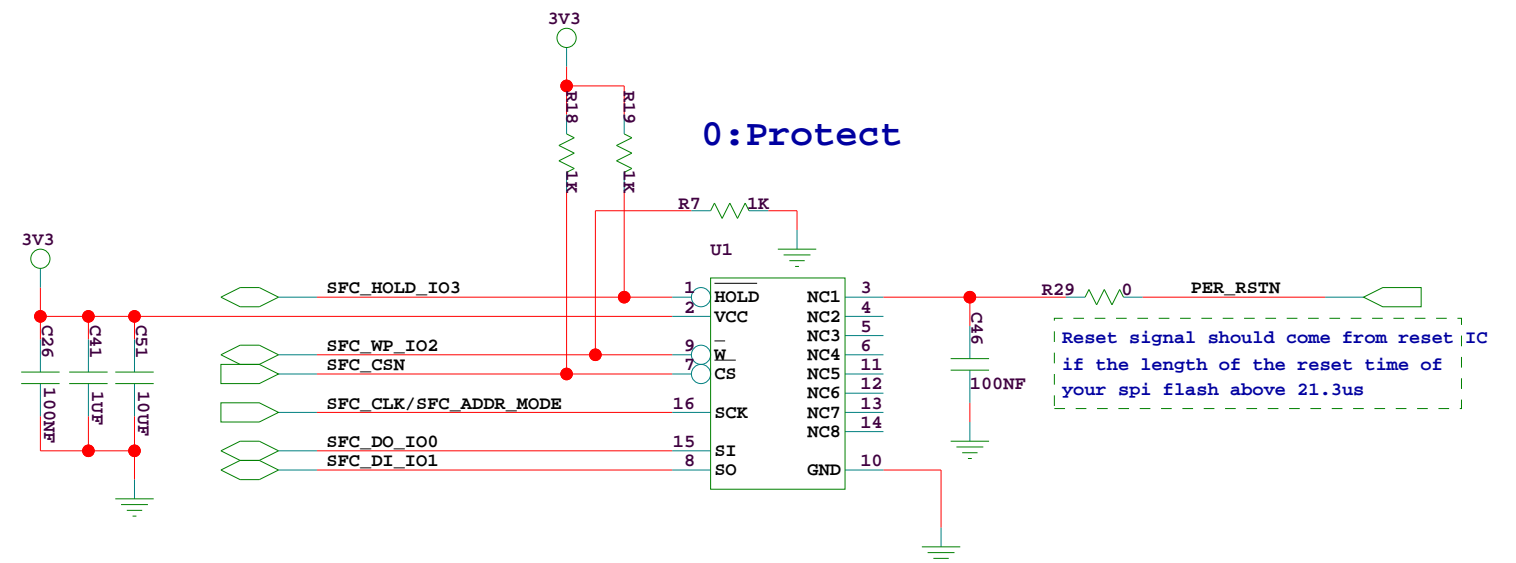 3V3
R18
R19
0:Protect
1K
1K
R7
1K
3V3
U1
SFC_HOLD_IO3
1
HOLD
NC1
3
R29
0
PER_RSTN
2
VCC
NC2
4
C26
C41
C51
C46
NC3
5
Reset signal should come from reset IC
if the length of the reset time of
your spi flash above 21.3us
SFC_WP_IO2
9
W
NC4
6
SFC_CSN
7
CS
NC5
11
100NF
1UF
10UF
100NF
NC6
12
SFC_CLK/SFC_ADDR_MODE
16
SCK
NC7
13
NC8
14
SFC_DO_IO0
15
SI
SFC_DI_IO1
8
SO
GND
10